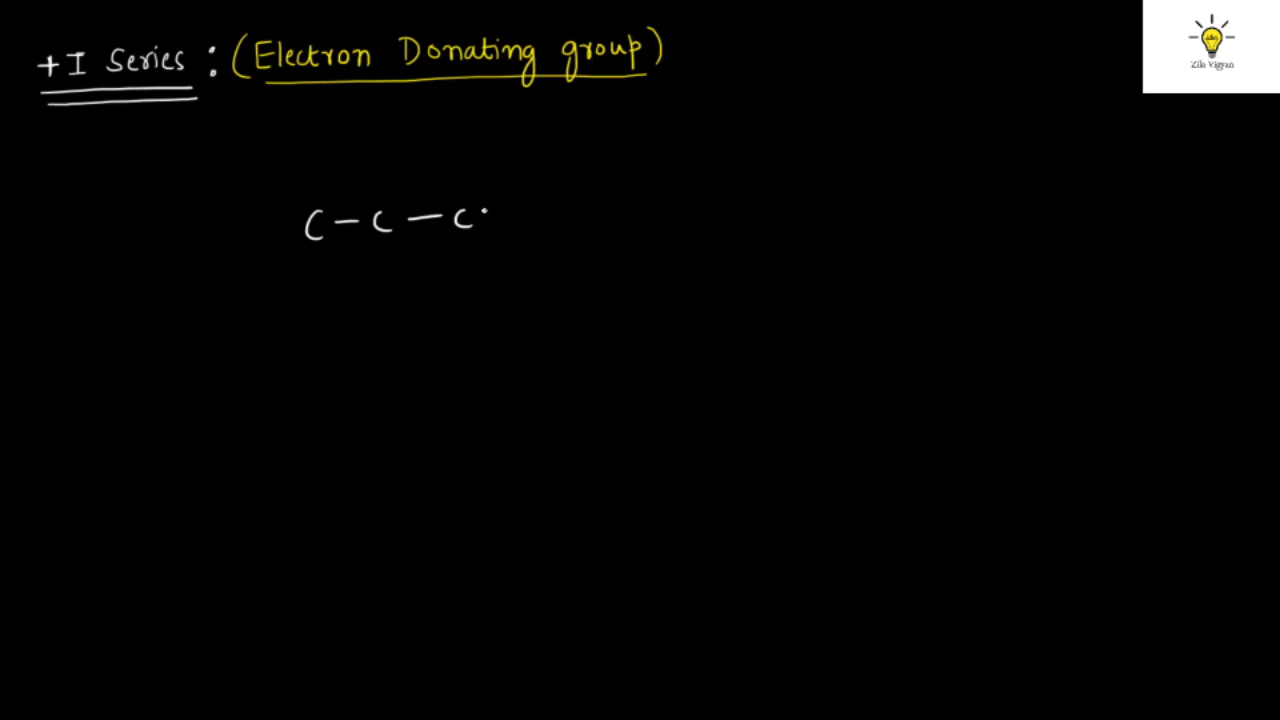 +I Series : (Electron Donating group)
Zila Vigyan
C - C - C